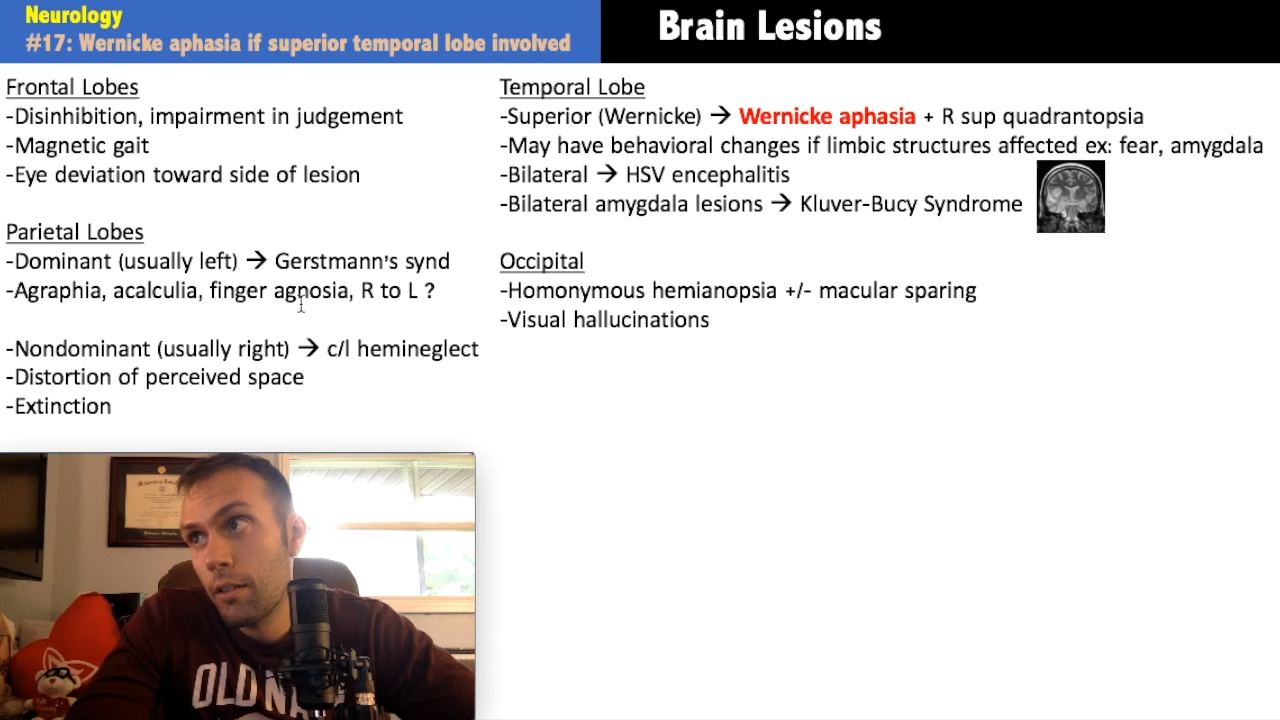 Neurology
#17: Wernicke aphasia if superior temporal lobe involved
Brain Lesions
Frontal Lobes
-Disinhibition, impairment in judgement
-Magnetic gait
-Eye deviation toward side of lesion
Parietal Lobes
-Dominant (usually left) → Gerstmann's synd
-Agraphia, acalculia, finger agnosia, R to L ?
-Nondominant (usually right) → c/l hemineglect
-Distortion of perceived space
-Extinction
Temporal Lobe
-Superior (Wernicke) → Wernicke aphasia + R sup quadrantopsia
-May have behavioral changes if limbic structures affected ex: fear, amygdala
-Bilateral → HSV encephalitis
-Bilateral amygdala lesions → Kluver-Bucy Syndrome
Occipital
-Homonymous hemianopsia +/- macular sparing
-Visual hallucinations
OLD NA